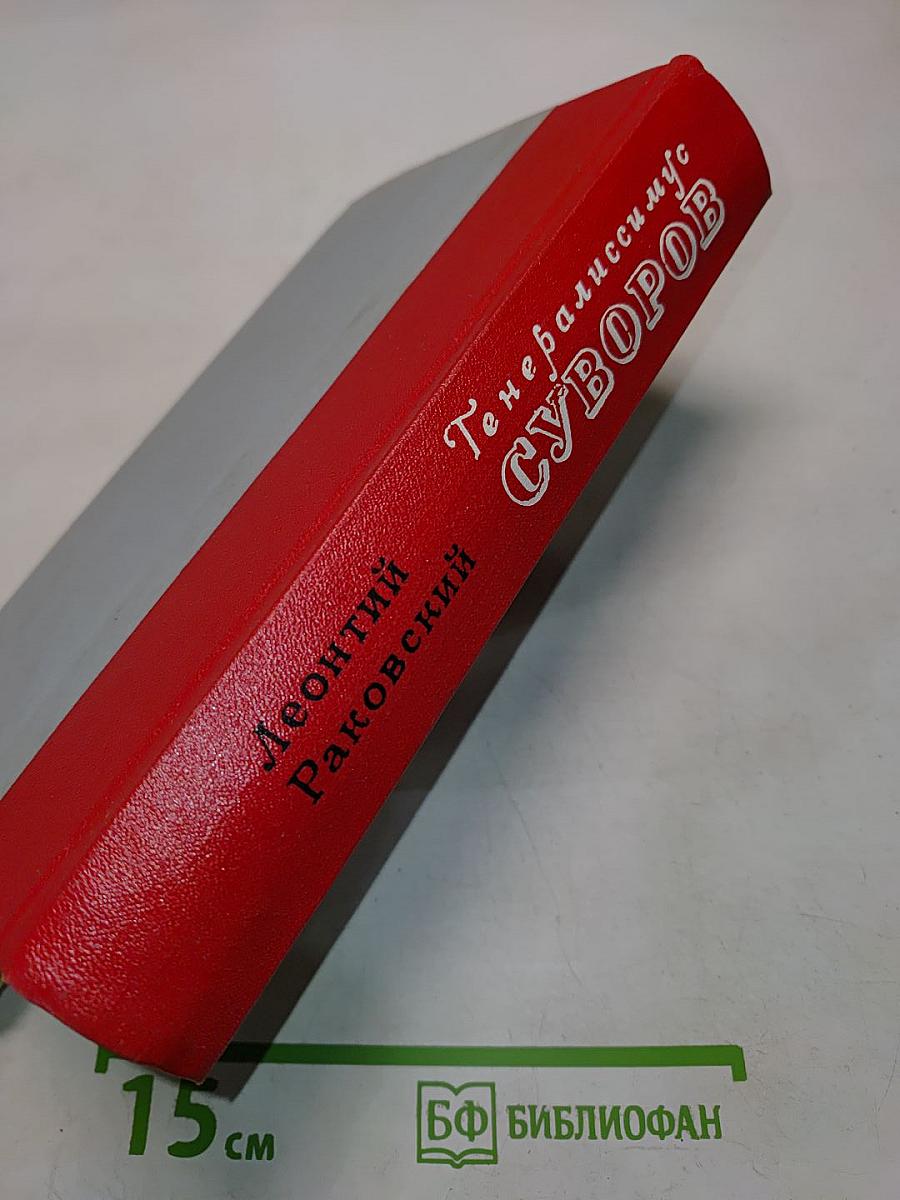 Генералиссимус
СУВОРОВ
Леонтий
Раковский
15 см
БФ БИБЛИОФАН